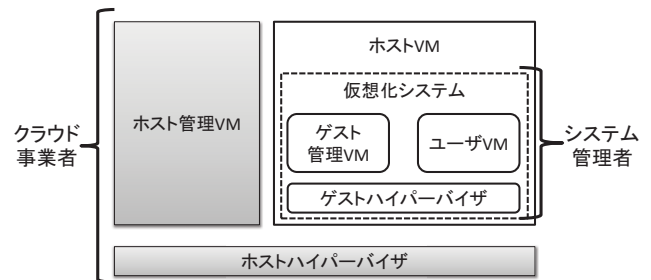 クラウド
事業者
ホスト管理VM
ホストVM
仮想化システム
ゲスト
管理VM
ユーザVM
ゲストハイパーバイザ
システム
管理者
ホストハイパーバイザ